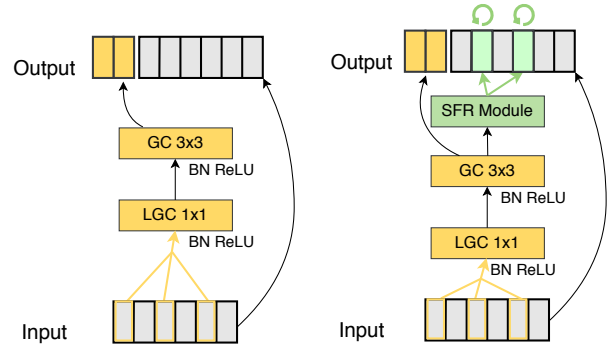 Output
GC 3x3
BN ReLU
LGC 1x1
BN ReLU
Input
Output
SFR Module
GC 3x3
BN ReLU
LGC 1x1
BN ReLU
Input